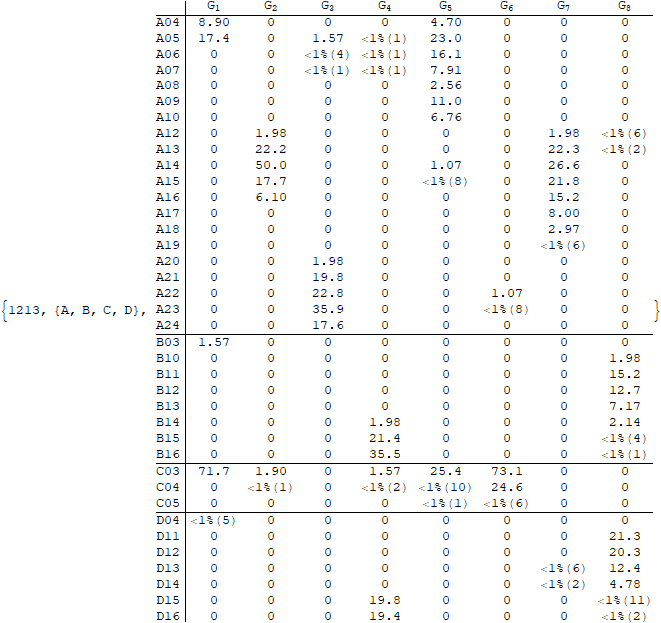 G1 G2 G3 G4 G5 G6 G7 G8
A04 8.90 0 0 0 4.70 0 0 0
A05 17.4 0 1.57 <1%(1) 23.0 0 0 0
A06 0 0 <1%(4) <1%(1) 16.1 0 0 0
A07 0 0 <1%(1) <1%(1) 7.91 0 0 0
A08 0 0 0 0 2.56 0 0 0
A09 0 0 0 0 11.0 0 0 0
A10 0 0 0 0 6.76 0 0 0
A12 0 1.98 0 0 0 0 1.98 <1%(6)
A13 0 22.2 0 0 0 0 22.3 <1%(2)
A14 0 50.0 0 0 1.07 0 26.6 0
A15 0 17.7 0 0 <1%(8) 0 21.8 0
A16 0 6.10 0 0 0 0 15.2 0
A17 0 0 0 0 0 0 8.00 0
A18 0 0 0 0 0 0 2.97 0
A19 0 0 0 0 0 0 <1%(6) 0
A20 0 0 1.98 0 0 0 0 0
A21 0 0 19.8 0 0 0 0 0
A22 0 0 22.8 0 0 1.07 0 0
{1213, {A, B, C, D}, A23 0 0 35.9 0 0 <1%(8) 0 0 }
A24 0 0 17.6 0 0 0 0 0
B03 1.57 0 0 0 0 0 0 0
B10 0 0 0 0 0 0 0 1.98
B11 0 0 0 0 0 0 0 15.2
B12 0 0 0 0 0 0 0 12.7
B13 0 0 0 0 0 0 0 7.17
B14 0 0 0 1.98 0 0 0 2.14
B15 0 0 0 21.4 0 0 0 <1%(4)
B16 0 0 0 35.5 0 0 0 <1%(1)
C03 71.7 1.90 0 1.57 25.4 73.1 0 0
C04 0 <1%(1) 0 <1%(2) <1%(10) 24.6 0 0
C05 0 0 0 0 <1%(1) <1%(6) 0 0
D04 <1%(5) 0 0 0 0 0 0 0
D11 0 0 0 0 0 0 0 21.3
D12 0 0 0 0 0 0 0 20.3
D13 0 0 0 0 0 0 <1%(6) 12.4
D14 0 0 0 0 0 0 <1%(2) 4.78
D15 0 0 0 19.8 0 0 0 <1%(11)
D16 0 0 0 19.4 0 0 0 <1%(2)